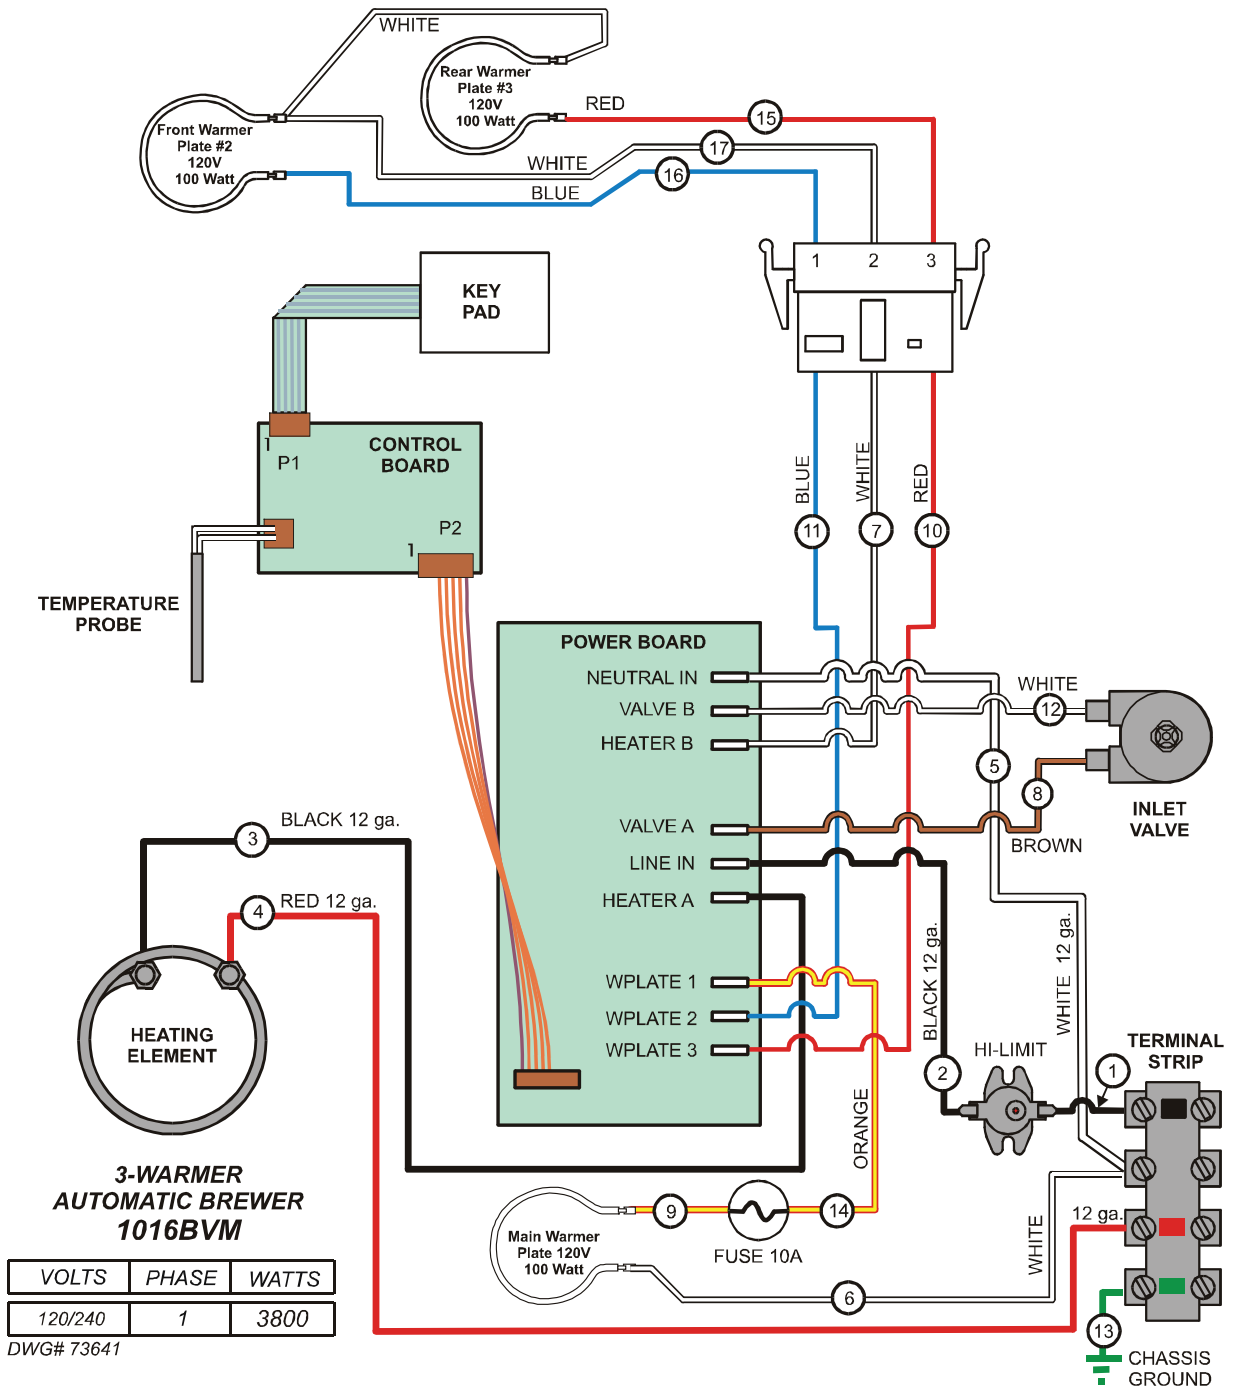 WHITE
Rear Warmer
Plate #3
120V
100 Watt
RED
15
Front Warmer
Plate #2
120V
100 Watt
WHITE
17
16
BLUE
1 2 3
KEY
PAD
CONTROL
BOARD
1
P1
P2
1
BLUE
WHITE
RED
11
7
10
TEMPERATURE
PROBE
POWER BOARD
NEUTRAL IN
VALVE B
HEATER B
VALVE A
LINE IN
HEATER A
WPLATE 1
WPLATE 2
WPLATE 3
WHITE
12
5
8
INLET
VALVE
BROWN
BLACK 12 ga.
3
RED 12 ga.
4
HEATING
ELEMENT
BLACK 12 ga.
WHITE 12 ga.
2
HI-LIMIT
1
TERMINAL
STRIP
ORANGE
3-WARMER
AUTOMATIC BREWER
1016BVM
Main Warmer
Plate 120V
100 Watt
9
14
FUSE 10A
6
WHITE
12 ga.
13
CHASSIS
GROUND
VOLTS PHASE WATTS
120/240 1 3800
DWG# 73641